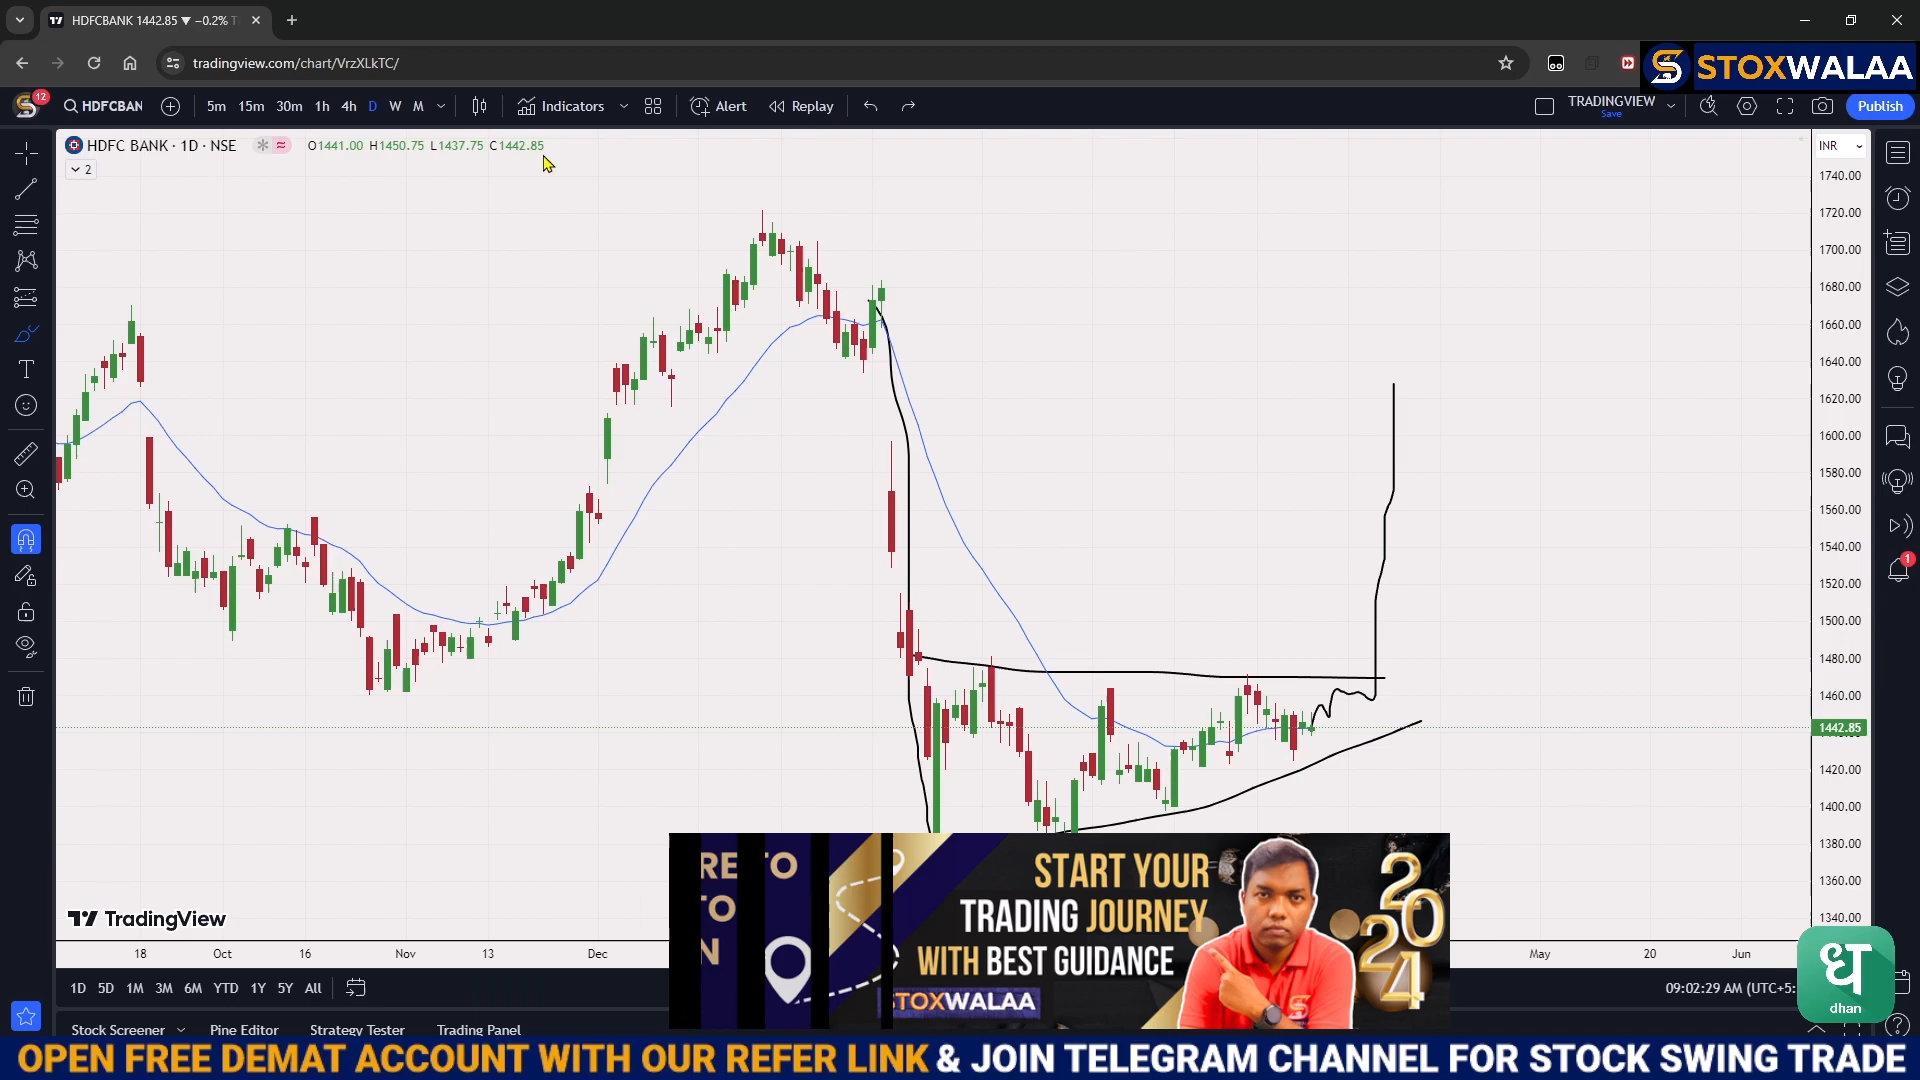 HDFCBANK 1442.85 ▼ −0.2%
tradingview.com/chart/VrzXLkTC/
STOXWALAA
12
HDFCBAN
5m 15m 30m 1h 4h D W M
Indicators
Alert
Replay
TRADINGVIEW
Save
Publish
HDFC BANK · 1D · NSE
O1441.00 H1450.75 L1437.75 C1442.85
2
INR
1740.00
1720.00
1700.00
1680.00
1660.00
1640.00
1620.00
1600.00
1580.00
1560.00
1540.00
1520.00
1500.00
1480.00
1460.00
1442.85
1420.00
1400.00
1380.00
1360.00
1340.00
1
TradingView
18 Oct 16 Nov 13 Dec May 20 Jun
1D 5D 1M 3M 6M YTD 1Y 5Y All
09:02:29 AM (UTC+5:
START YOUR
TRADING JOURNEY
WITH BEST GUIDANCE
STOXWALAA
2024
ध
dhan
Stock Screener Pine Editor Strategy Tester Trading Panel
OPEN FREE DEMAT ACCOUNT WITH OUR REFER LINK & JOIN TELEGRAM CHANNEL FOR STOCK SWING TRADE